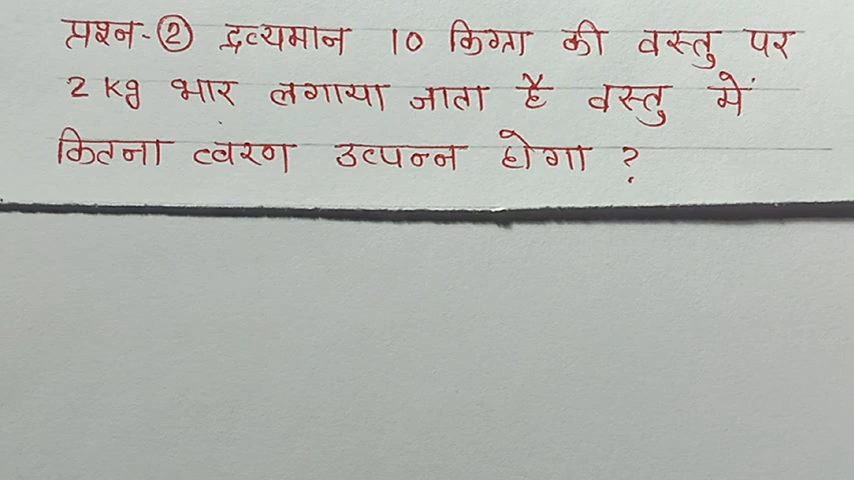 प्रश्न-② द्रव्यमान 10 किग्रा की वस्तु पर
2 kg भार लगाया जाता है वस्तु में
कितना त्वरण उत्पन्न होगा ?